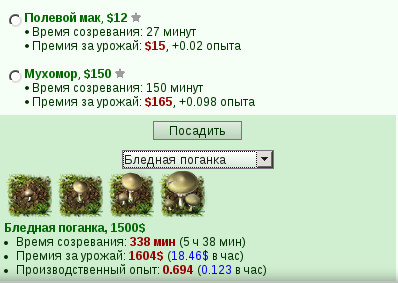 Полевой мак, $12
• Время созревания: 27 минут
• Премия за урожай: $15, +0.02 опыта
Мухомор, $150
• Время созревания: 150 минут
• Премия за урожай: $165, +0.098 опыта
Посадить
Бледная поганка
Бледная поганка, 1500$
• Время созревания: 338 мин (5 ч 38 мин)
• Премия за урожай: 1604$ (18.46$ в час)
• Производственный опыт: 0.694 (0.123 в час)